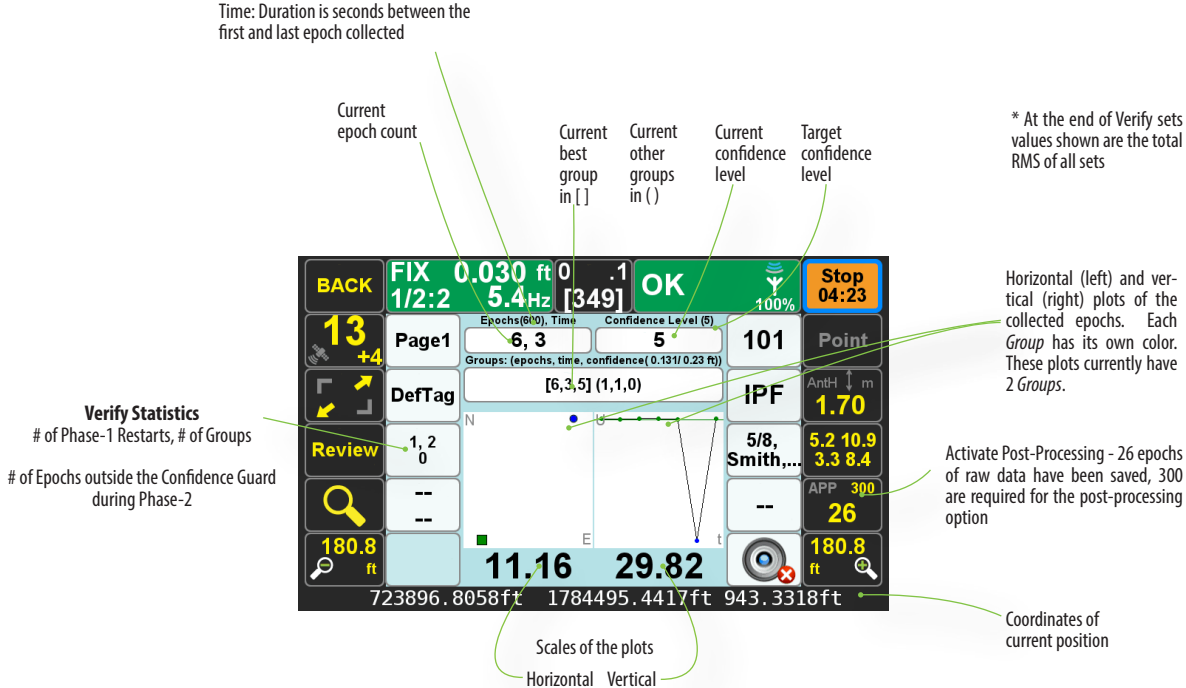 Time: Duration is seconds between the
first and last epoch collected
Current
epoch count
Current
best
group
in [ ]
Current
other
groups
in ( )
Current
confidence
level
Target
confidence
level
* At the end of Verify sets
values shown are the total
RMS of all sets
BACK
FIX 0.030 ft
1/2:2 5.4Hz
0 .1
[349]
OK
100%
Stop
04:23
13
+4
Page1
Epochs(600), Time
6, 3
Confidence Level (5)
5
101
Point
Groups: (epochs, time, confidence( 0.131/ 0.23 ft))
[6,3,5] (1,1,0)
DefTag
IPF
AntH m
1.70
Horizontal (left) and ver-
tical (right) plots of the
collected epochs. Each
Group has its own color.
These plots currently have
2 Groups.
Verify Statistics
# of Phase-1 Restarts, # of Groups
# of Epochs outside the Confidence Guard
during Phase-2
Review
1, 2
0
N
U
5/8,
Smith,...
5.2 10.9
3.3 8.4
--
--
E
t
--
APP 300
26
Activate Post-Processing - 26 epochs
of raw data have been saved, 300
are required for the post-processing
option
180.8
ft
11.16
29.82
180.8
ft
723896.8058ft 1784495.4417ft 943.3318ft
Coordinates of
current position
Scales of the plots
Horizontal Vertical